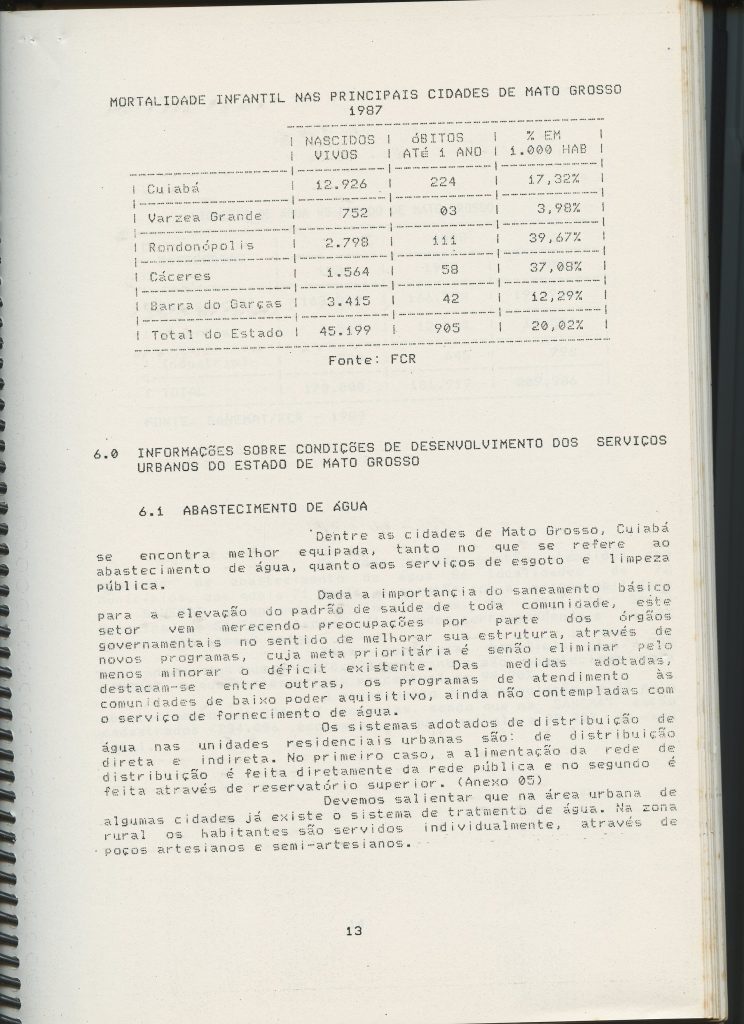 MORTALIDADE INFANTIL NAS PRINCIPAIS CIDADES DE MATO GROSSO
1987
| NASCIDOS | óBITOS | % EM |
| VIVOS | ATé 1 ANO | 1.000 HAB |
| Cuiabá | 12.926 | 224 | 17,32% |
| Varzea Grande | 752 | 03 | 3,98% |
| Rondonópolis | 2.798 | 111 | 39,67% |
| Cáceres | 1.564 | 58 | 37,08% |
| Barra do Garças | 3.415 | 42 | 12,29% |
| Total do Estado | 45.199 | 905 | 20,02% |
Fonte: FCR
6.0 INFORMAÇõES SOBRE CONDIÇõES DE DESENVOLVIMENTO DOS SERVIÇOS
URBANOS DO ESTADO DE MATO GROSSO
6.1 ABASTECIMENTO DE áGUA
Dentre as cidades de Mato Grosso, Cuiabá
se encontra melhor equipada, tanto no que se refere ao
abastecimento de água, quanto aos serviços de esgoto e limpeza
pública.
Dada a importancia do saneamento básico
para a elevação do padrão de saúde de toda comunidade, este
setor vem merecendo preocupações por parte dos órgãos
governamentais no sentido de melhorar sua estrutura, através de
novos programas, cuja meta prioritária é senão eliminar pelo
menos minorar o déficit existente. Das medidas adotadas,
destacam-se entre outras, os programas de atendimento às
comunidades de baixo poder aquisitivo, ainda não contempladas com
o serviço de fornecimento de água.
Os sistemas adotados de distribuição de
água nas unidades residenciais urbanas são: de distribuição
direta e indireta. No primeiro caso, a alimentação da rede de
distribuição é feita diretamente da rede pública e no segundo é
feita através de reservatório superior. (Anexo 05)
Devemos salientar que na área urbana de
algumas cidades já existe o sistema de tratmento de água. Na zona
rural os habitantes são servidos individualmente, através de
poços artesianos e semi-artesianos.
13